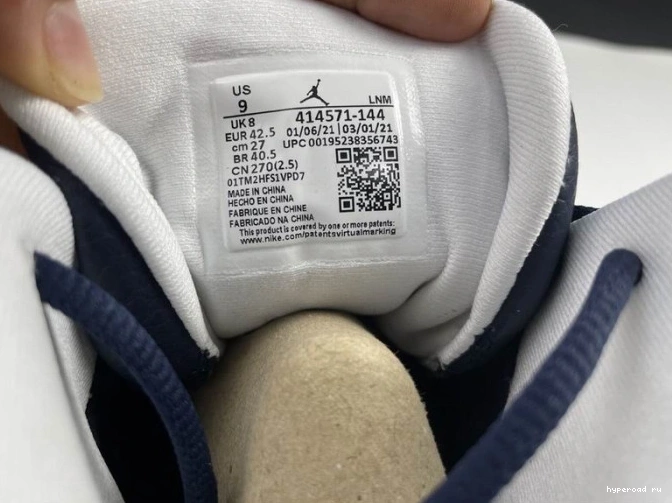 US
9
LNM
UK 8
414571-144
EUR 42.5
01/06/21 | 03/01/21
cm 27
UPC 00195238356743
BR 40.5
CN 270(2.5)
01TM2HFS1VPD7
MADE IN CHINA
HECHO EN CHINA
FABRIQUE EN CHINE
FABRICADO NA CHINA
This product is covered by one or more patents:
www.nike.com/patentsvirtualmarking
hyperoad ru